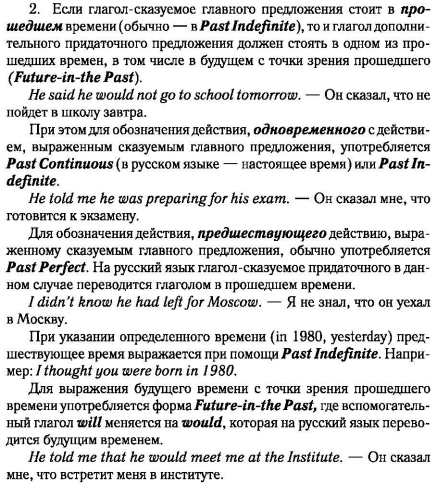 2. Если глагол-сказуемое главного предложения стоит в про-
шедшем времени (обычно — в Past Indefinite), то и глагол дополни-
тельного придаточного предложения должен стоять в одном из про-
шедших времен, в том числе в будущем с точки зрения прошедшего
(Future-in-the Past).
He said he would not go to school tomorrow. — Он сказал, что не
пойдет в школу завтра.
При этом для обозначения действия, одновременного с действи-
ем, выраженным сказуемым главного предложения, употребляется
Past Continuous (в русском языке — настоящее время) или Past In-
definite.
He told me he was preparing for his exam. — Он сказал мне, что
готовится к экзамену.
Для обозначения действия, предшествующего действию, выра-
женному сказуемым главного предложения, обычно употребляется
Past Perfect. На русский язык глагол-сказуемое придаточного в дан-
ном случае переводится глаголом в прошедшем времени.
I didn't know he had left for Moscow. — Я не знал, что он уехал
в Москву.
При указании определенного времени (in 1980, yesterday) пред-
шествующее время выражается при помощи Past Indefinite. Напри-
мер: I thought you were born in 1980.
Для выражения будущего времени с точки зрения прошедшего
времени употребляется форма Future-in-the Past, где вспомогатель-
ный глагол will меняется на would, которая на русский язык перево-
дится будущим временем.
He told me that he would meet me at the Institute. — Он сказал
мне, что встретит меня в институте.